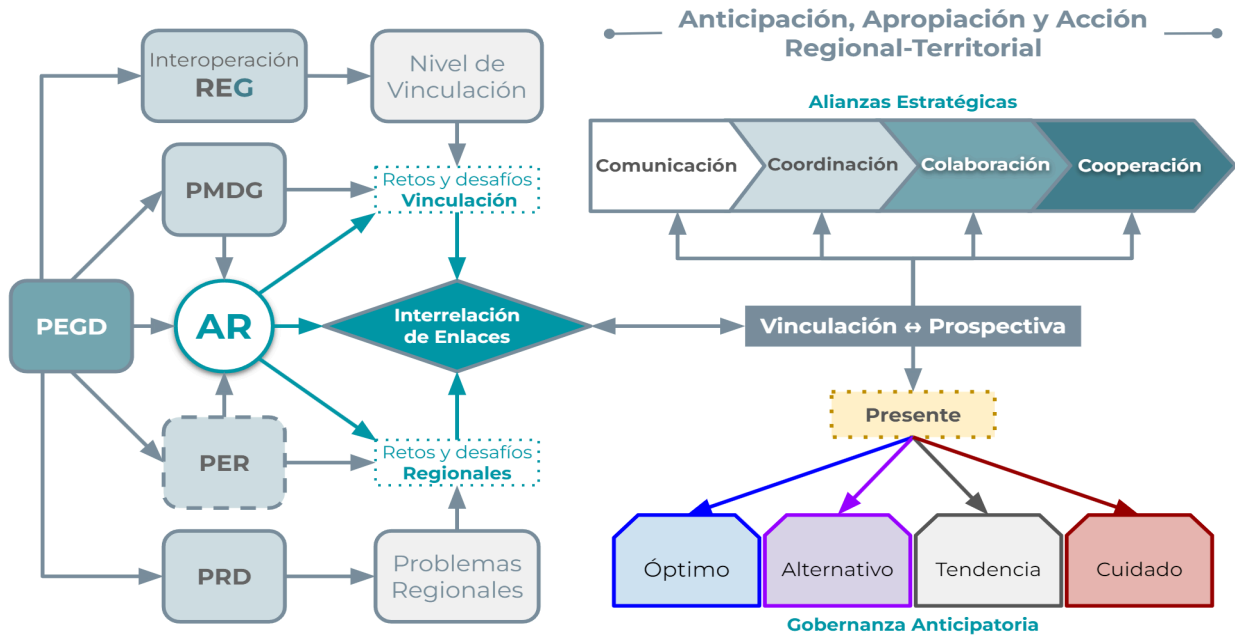 Anticipación, Apropiación y Acción
Regional-Territorial
Interoperación
REG
Nivel de
Vinculación
PMDG
Retos y desafíos
Vinculación
PEGD
AR
Interrelación
de Enlaces
PER
Retos y desafíos
Regionales
PRD
Problemas
Regionales
Alianzas Estratégicas
Comunicación
Coordinación
Colaboración
Cooperación
Vinculación ↔ Prospectiva
Presente
Óptimo
Alternativo
Tendencia
Cuidado
Gobernanza Anticipatoria